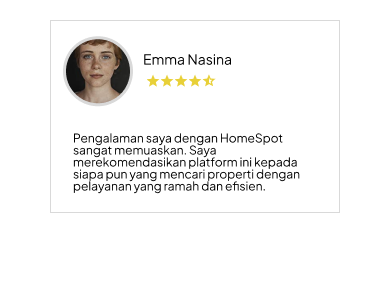 Emma Nasina
Pengalaman saya dengan HomeSpot
sangat memuaskan. Saya
merekomendasikan platform ini kepada
siapa pun yang mencari properti dengan
pelayanan yang ramah dan efisien.